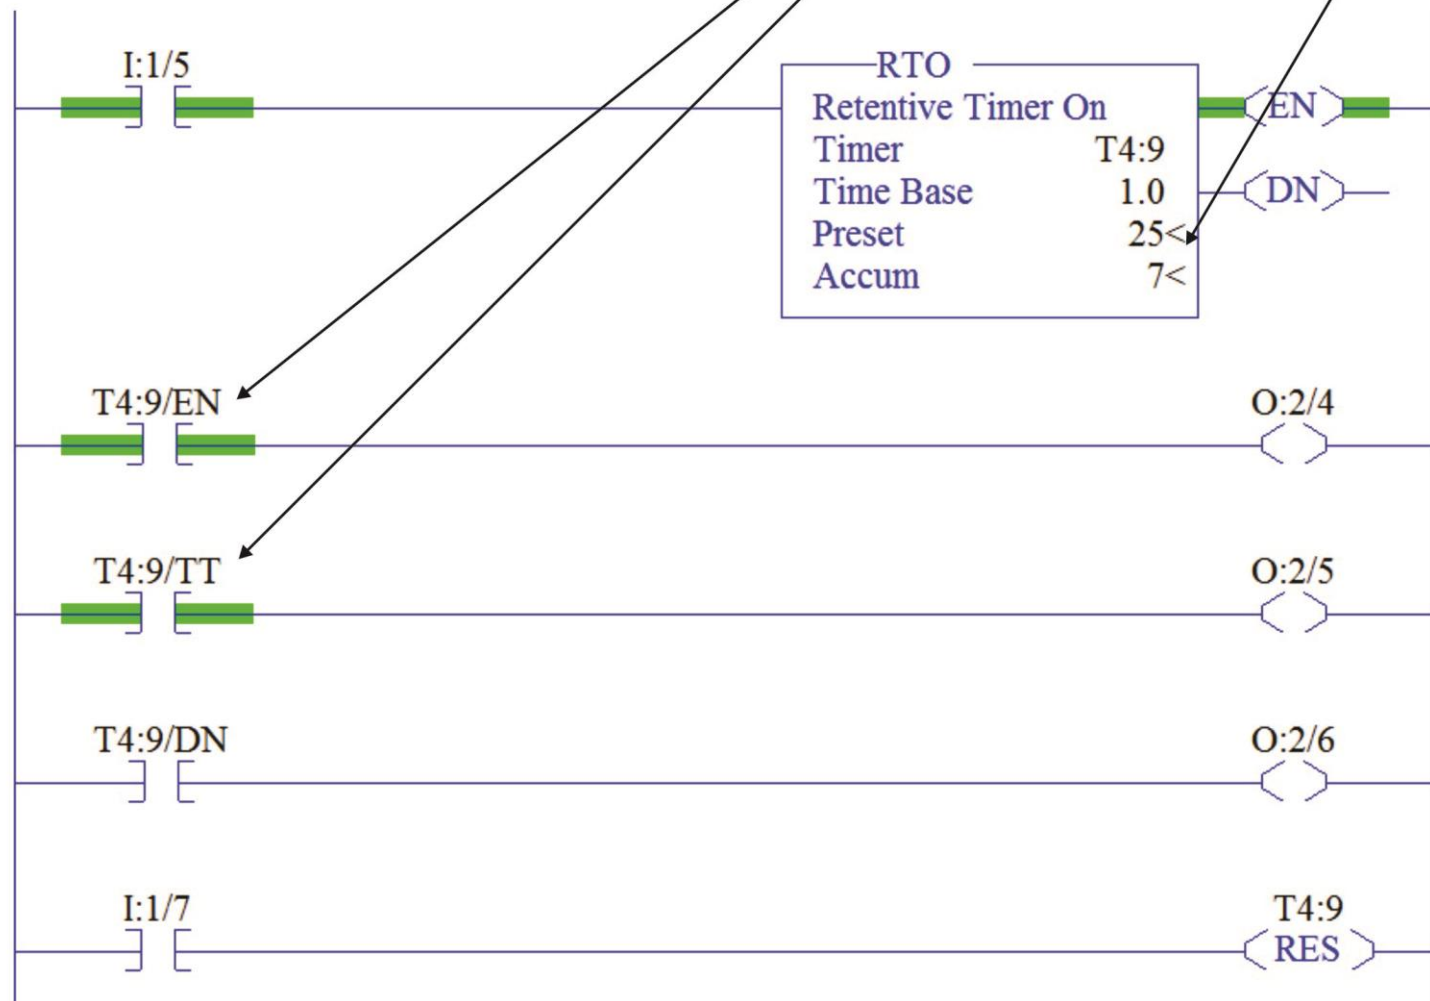 I:1/5
RTO
Retentive Timer On
EN
Timer T4:9
Time Base 1.0
DN
Preset 25<
Accum 7<
T4:9/EN
O:2/4
T4:9/TT
O:2/5
T4:9/DN
O:2/6
I:1/7
T4:9
RES